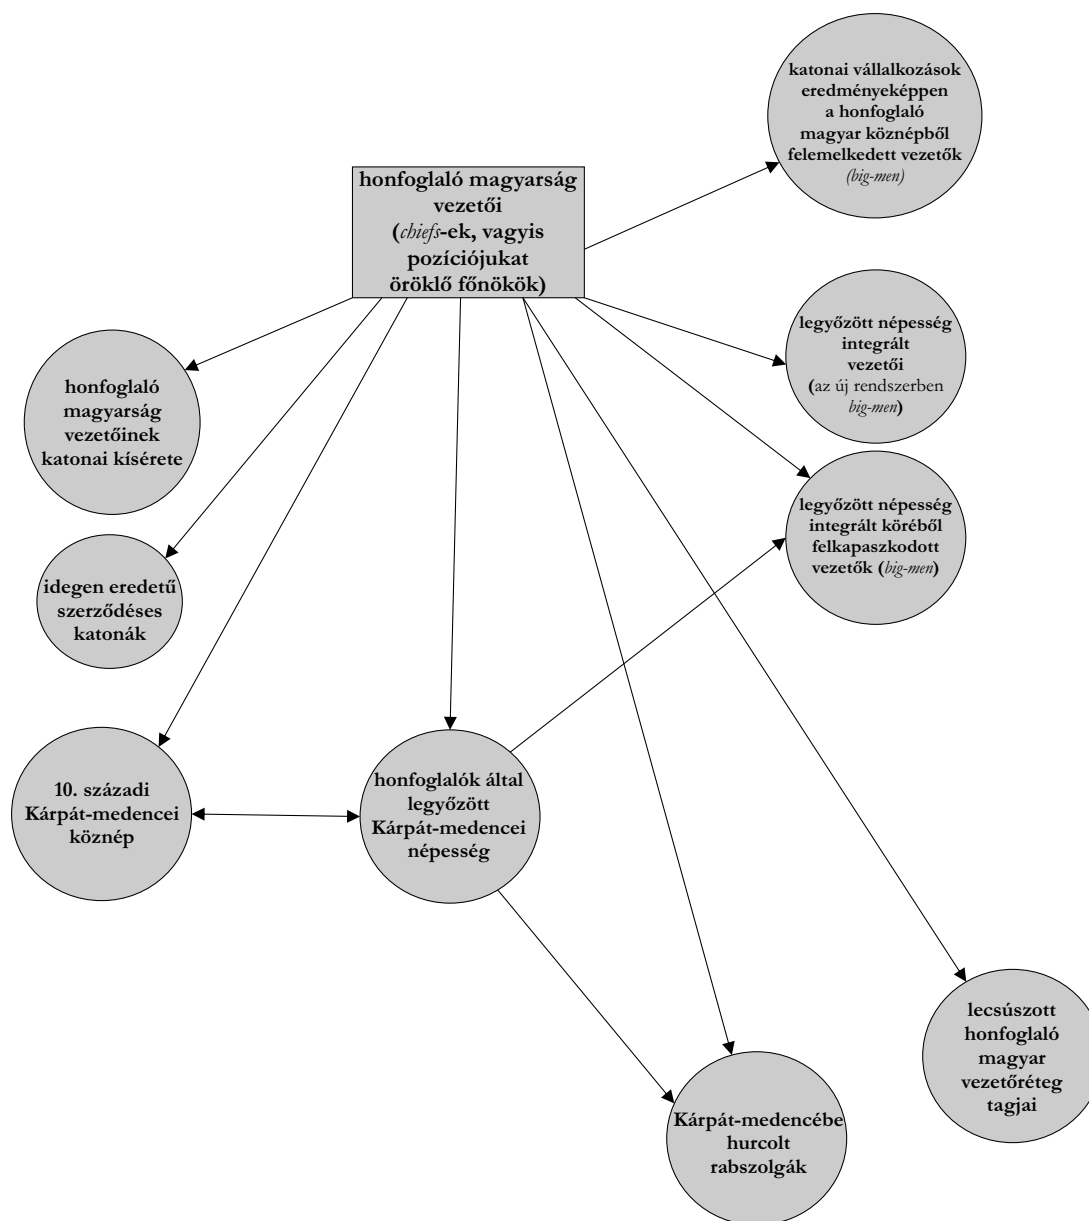 katonai vállalkozások
eredményeképpen
a honfoglaló
magyar köznépből
felemelkedett vezetők
(big-men)
honfoglaló magyarság
vezetői
(chiefs-ek, vagyis
pozíciójukat
öröklő főnökök)
legyőzött népesség
integrált
vezetői
(az új rendszerben
big-men)
honfoglaló
magyarság
vezetőinek
katonai kísérete
legyőzött népesség
integrált köréből
felkapaszkodott
vezetők (big-men)
idegen eredetű
szerződéses
katonák
10. századi
Kárpát-medencei
köznép
honfoglalók által
legyőzött
Kárpát-medencei
népesség
lecsúszott
honfoglaló
magyar
vezetőréteg
tagjai
Kárpát-medencébe
hurcolt
rabszolgák